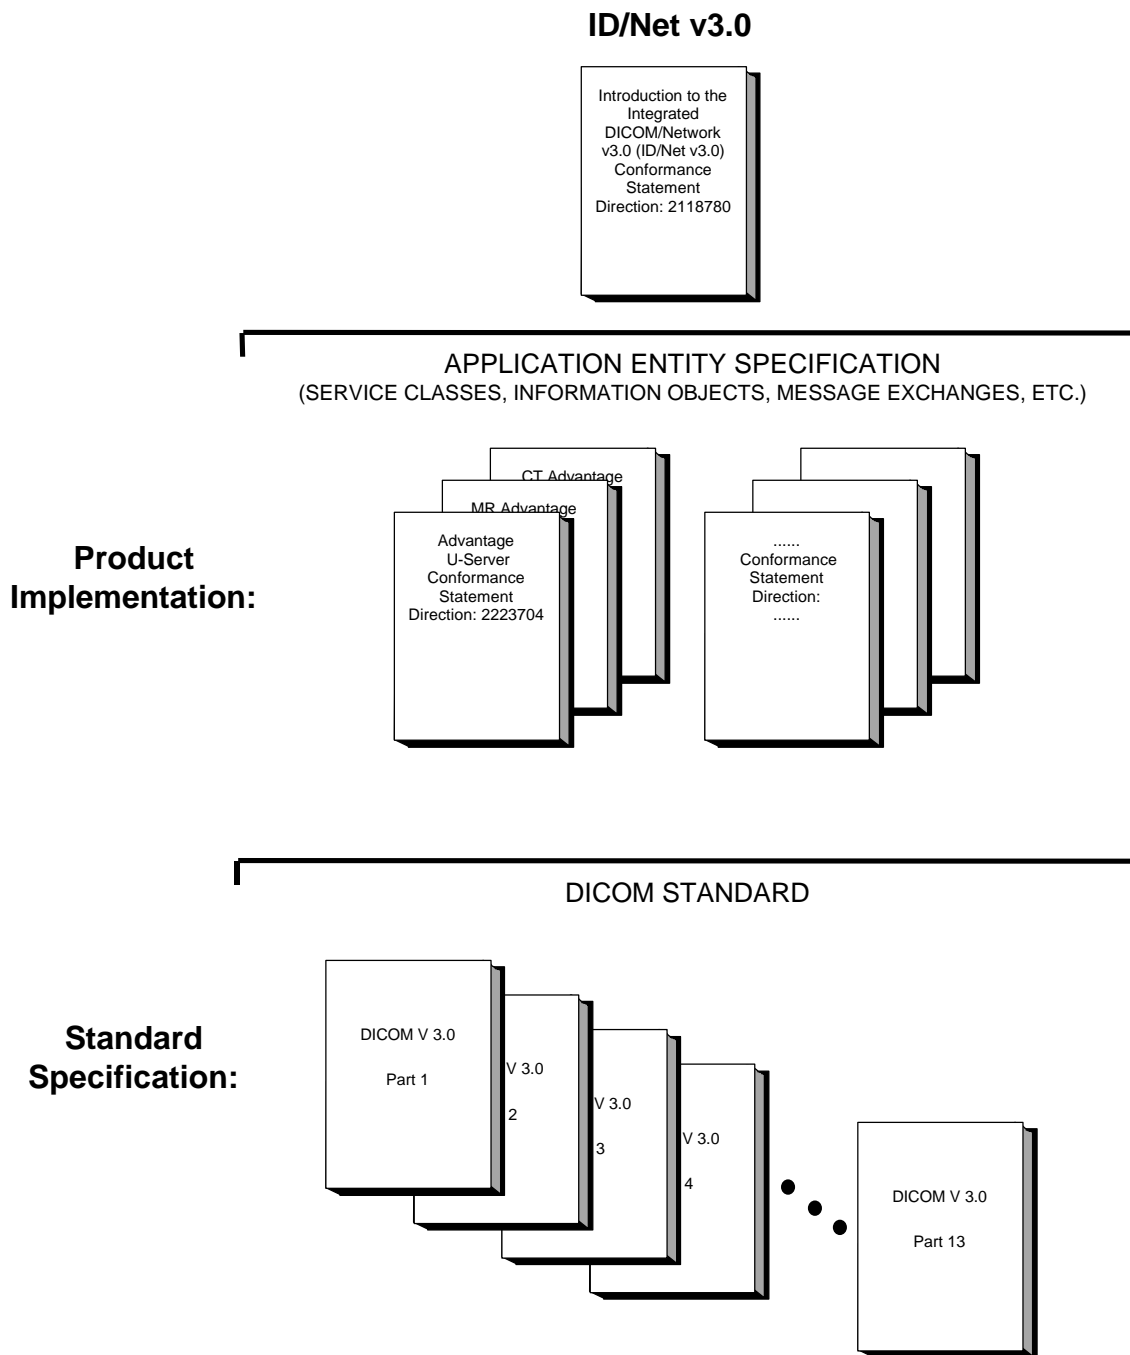 ID/Net v3.0
Introduction to the
Integrated
DICOM/Network
v3.0 (ID/Net v3.0)
Conformance
Statement
Direction: 2118780
APPLICATION ENTITY SPECIFICATION
(SERVICE CLASSES, INFORMATION OBJECTS, MESSAGE EXCHANGES, ETC.)
Product
Implementation:
CT Advantage
MR Advantage
Advantage
U-Server
Conformance
Statement
Direction: 2223704
......
Conformance
Statement
Direction:
......
DICOM STANDARD
Standard
Specification:
DICOM V 3.0
Part 1
V 3.0
2
V 3.0
3
V 3.0
4
DICOM V 3.0
Part 13